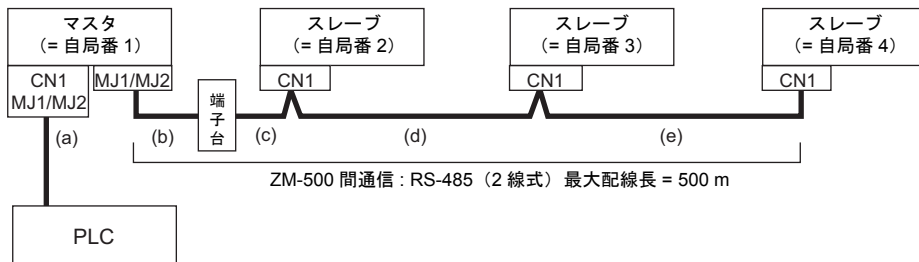 マスタ
(= 自局番 1)
スレーブ
(= 自局番 2)
スレーブ
(= 自局番 3)
スレーブ
(= 自局番 4)
CN1
MJ1/MJ2
MJ1/MJ2
CN1
CN1
CN1
端
子
台
(a)
(b)
(c)
(d)
(e)
ZM-500 間通信 : RS-485（2 線式）最大配線長 = 500 m
PLC